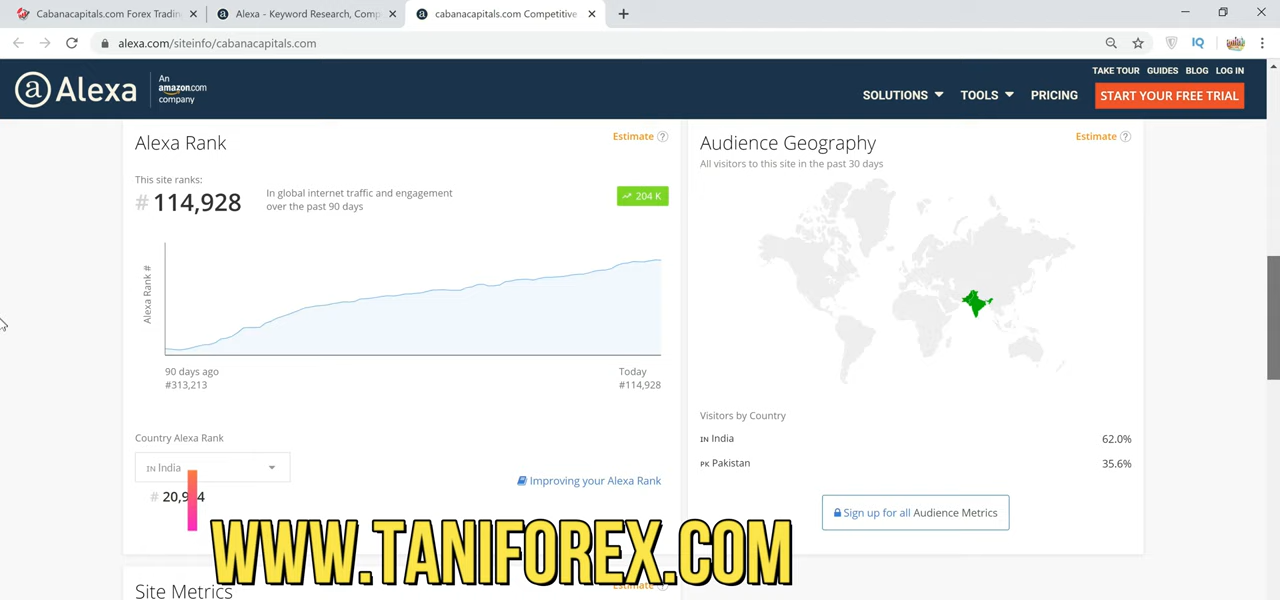 Cabanacapitals.com Forex Tradin
Alexa - Keyword Research, Comp
cabanacapitals.com Competitive
alexa.com/siteinfo/cabanacapitals.com
IQ
a Alexa
An
amazon.com
company
TAKE TOUR GUIDES BLOG LOG IN
SOLUTIONS TOOLS PRICING START YOUR FREE TRIAL
Alexa Rank
Estimate ?
This site ranks:
# 114,928
In global internet traffic and engagement
over the past 90 days
204 K
Alexa Rank #
90 days ago
#313,213
Today
#114,928
Country Alexa Rank
IN India
Improving your Alexa Rank
Audience Geography
Estimate ?
All visitors to this site in the past 30 days
Visitors by Country
IN India 62.0%
PK Pakistan 35.6%
Sign up for all Audience Metrics
WWW.TANIFOREX.COM
Site Metrics
Estimate